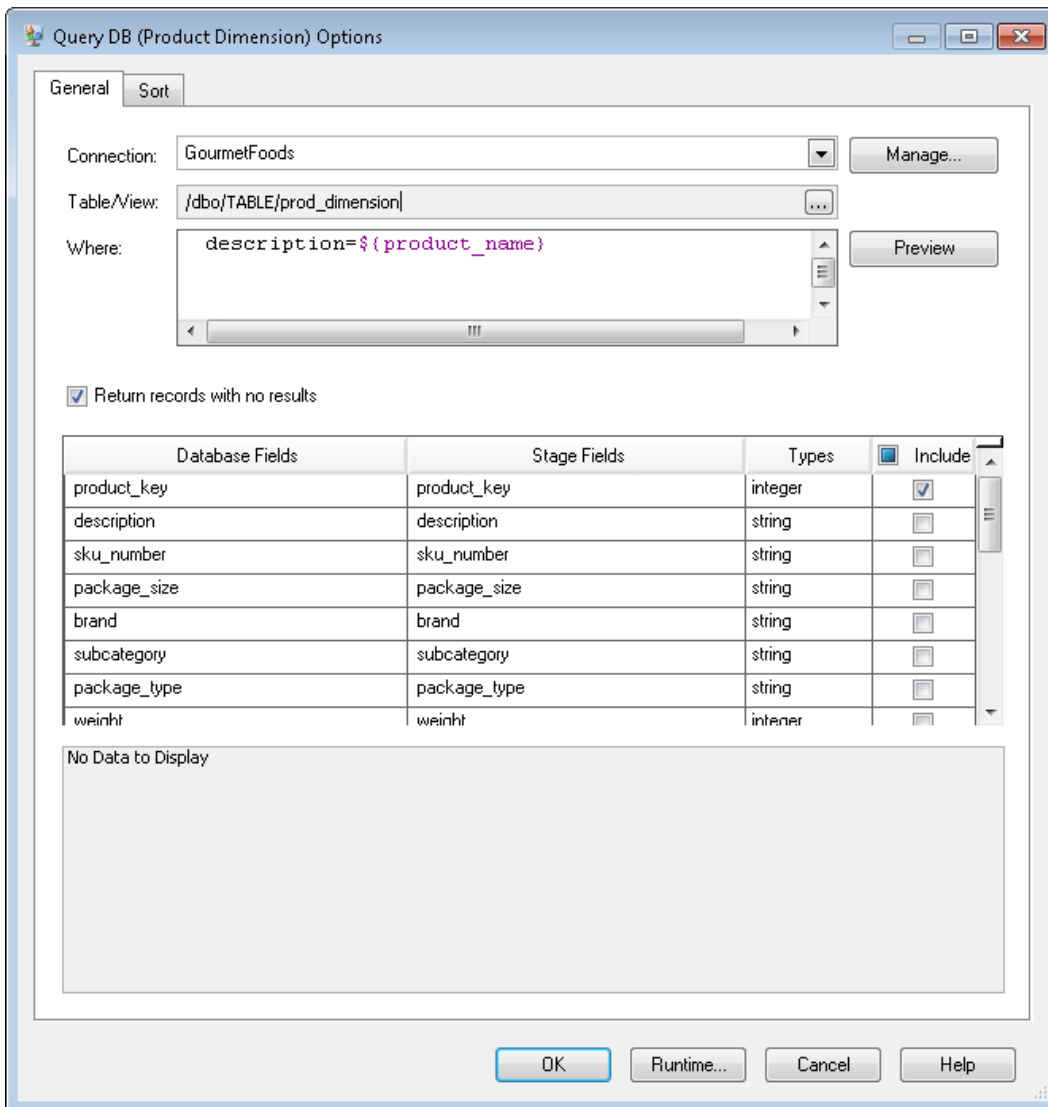 Query DB (Product Dimension) Options
General Sort
Connection: GourmetFoods Manage...
Table/View: /dbo/TABLE/prod_dimension ...
Where: description=${product_name} Preview
Return records with no results
Database Fields Stage Fields Types Include
product_key product_key integer
description description string
sku_number sku_number string
package_size package_size string
brand brand string
subcategory subcategory string
package_type package_type string
weight weight integer
No Data to Display
OK Runtime... Cancel Help